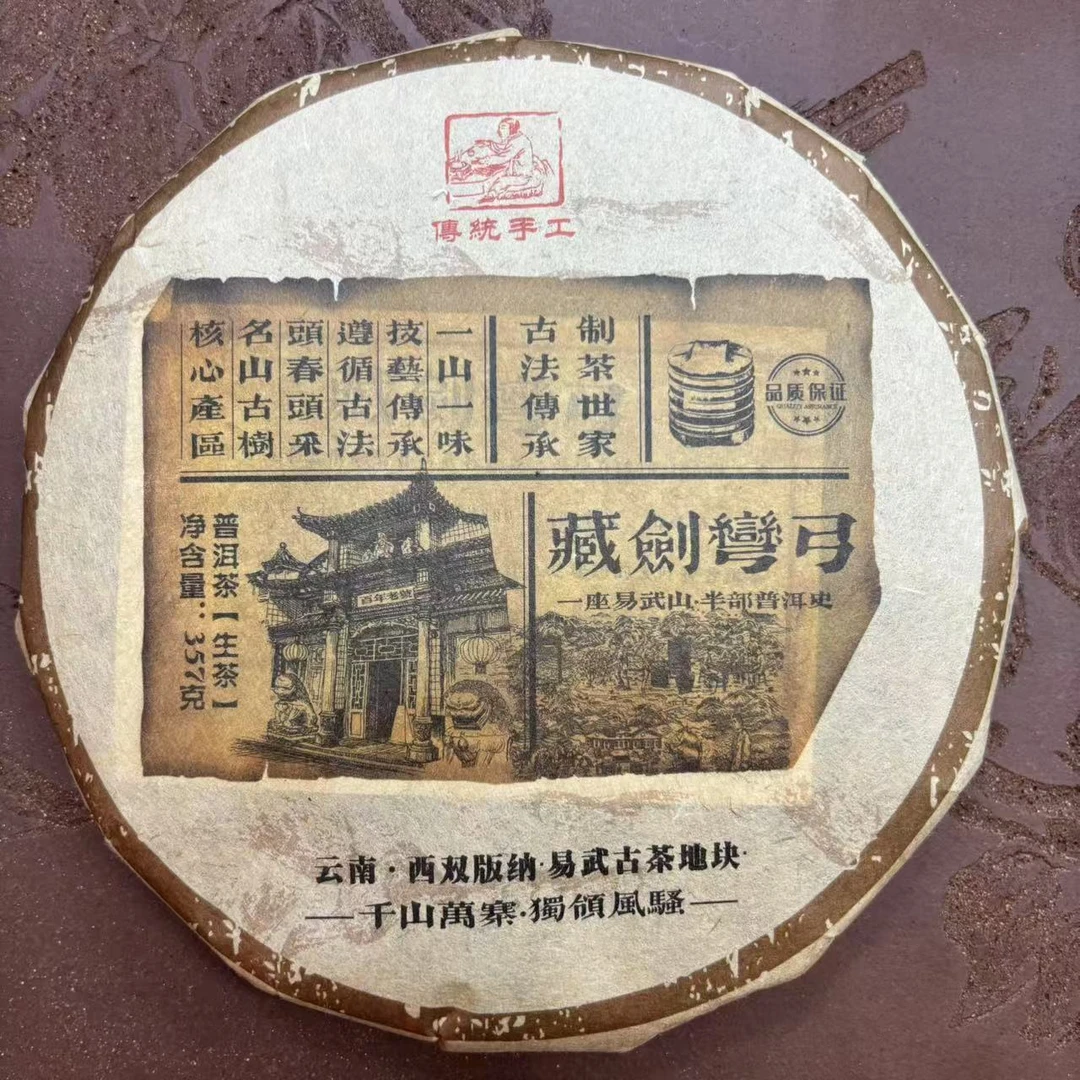 傳統手工
制茶世家
古法傳承
一山一味
技藝傳承
遵循古法
頭春頭采
名山古樹
核心產區
品质保证
QUALITY ASSURANCE
藏劍彎弓
一座易武山·半部普洱史
百年老號
普洱茶【生茶】
净含量：357克
云南·西双版纳·易武古茶地块
千山萬寨·獨領風騷